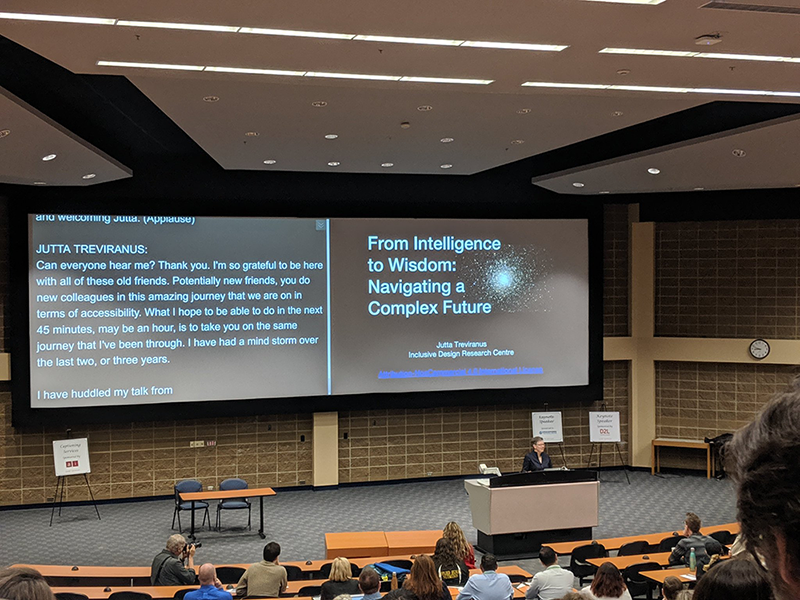 and welcoming Jutta. (Applause)
JUTTA TREVIRANUS:
Can everyone hear me? Thank you. I'm so grateful to be here
with all of these old friends. Potentially new friends, you do
new colleagues in this amazing journey that we are on in
terms of accessibility. What I hope to be able to do in the next
45 minutes, may be an hour, is to take you on the same
journey that I've been through. I have had a mind storm over
the last two, or three years.
I have huddled my talk from
From Intelligence
to Wisdom:
Navigating a
Complex Future
Jutta Treviranus
Inclusive Design Research Centre
Captioning
Services
Keynote
Speaker
Keynote
Speaker
D2L